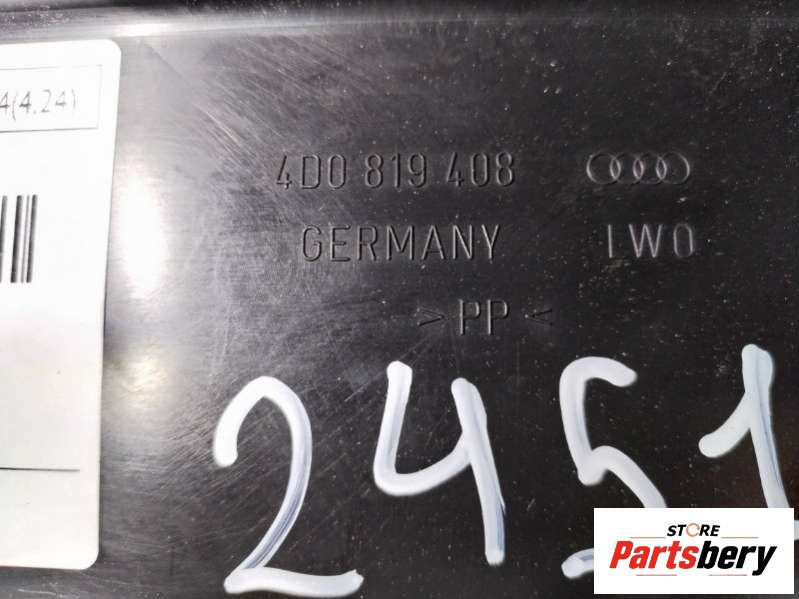 4(4.24)
4D0 819 408
GERMANY LWO
>PP<
2451
STORE
Partsbery